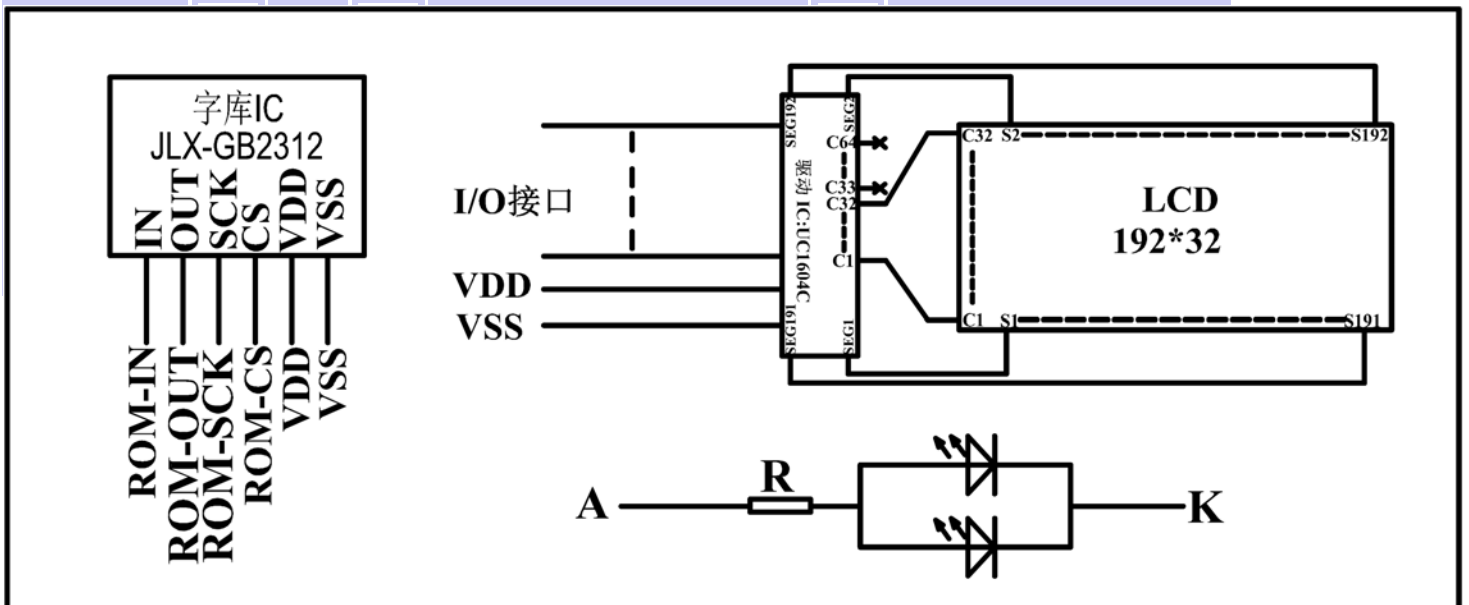 字库IC
JLX-GB2312
IN
OUT
SCK
CS
VDD
VSS
ROM-IN
ROM-OUT
ROM-SCK
ROM-CS
VDD
VSS
I/O接口
VDD
VSS
SEG192
SEG2
C64
C33
C32
C1
驱动 IC:UC1604C
SEG191
SEG1
C32 S2 S192
LCD
192*32
C1 S1 S191
A
R
K